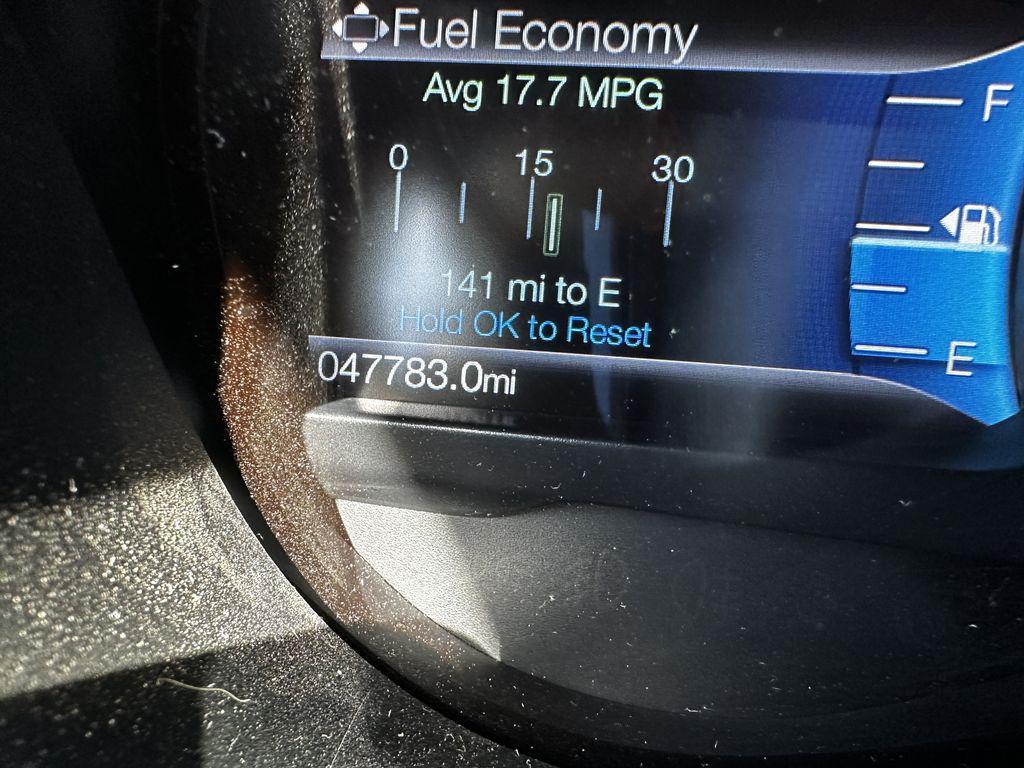 Fuel Economy
Avg 17.7 MPG
F
0 15 30
141 mi to E
Hold OK to Reset
E
047783.0mi